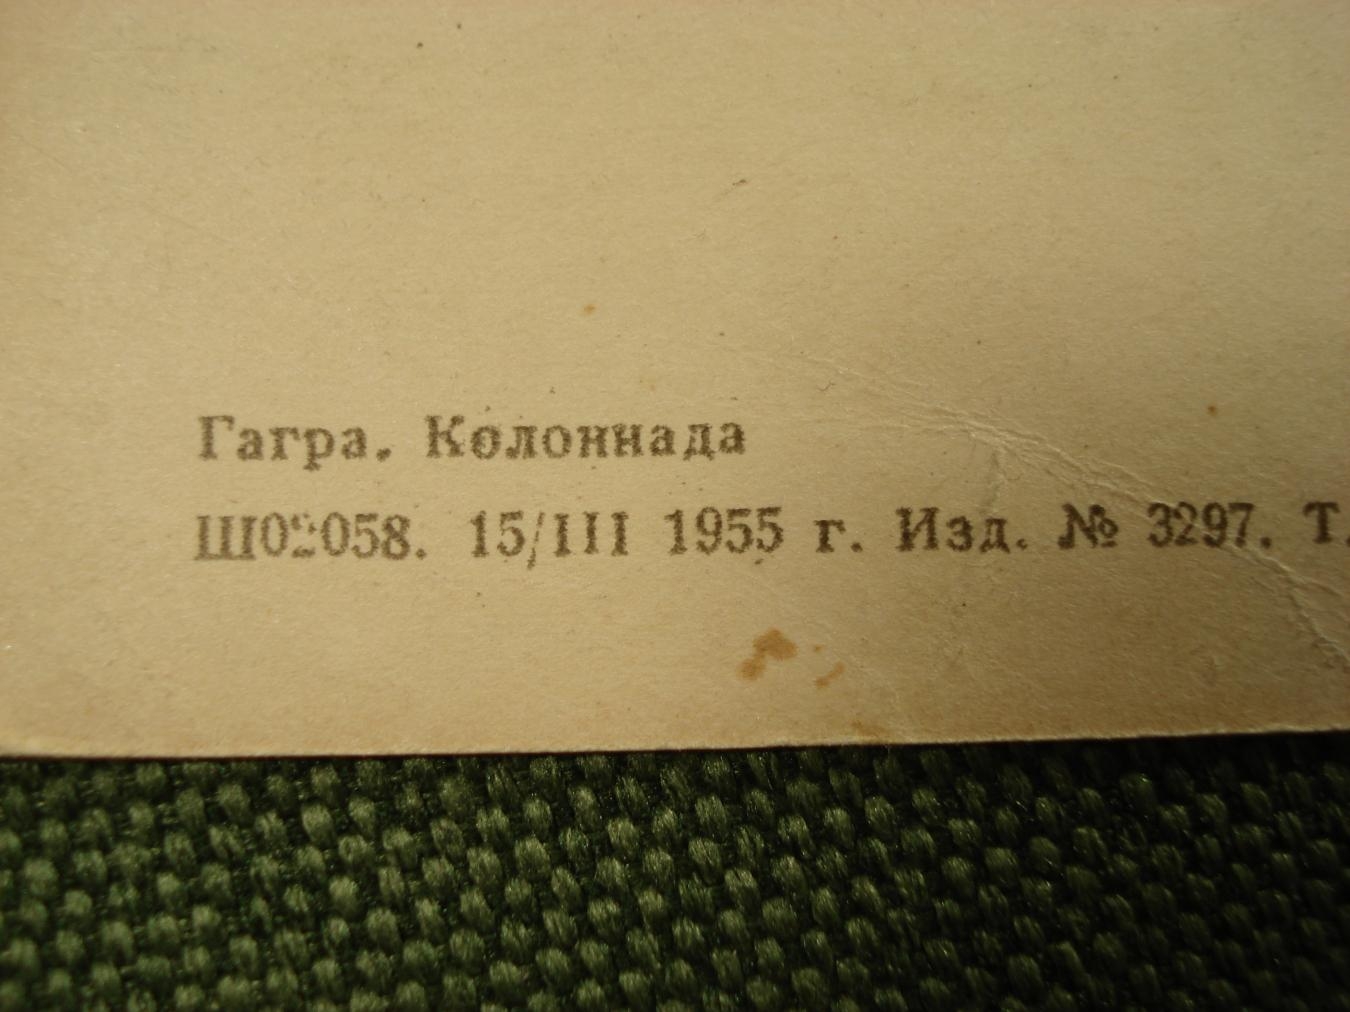 Гагра. Колоннада
Ш02058. 15/III 1955 г. Изд. № 3297. Т.